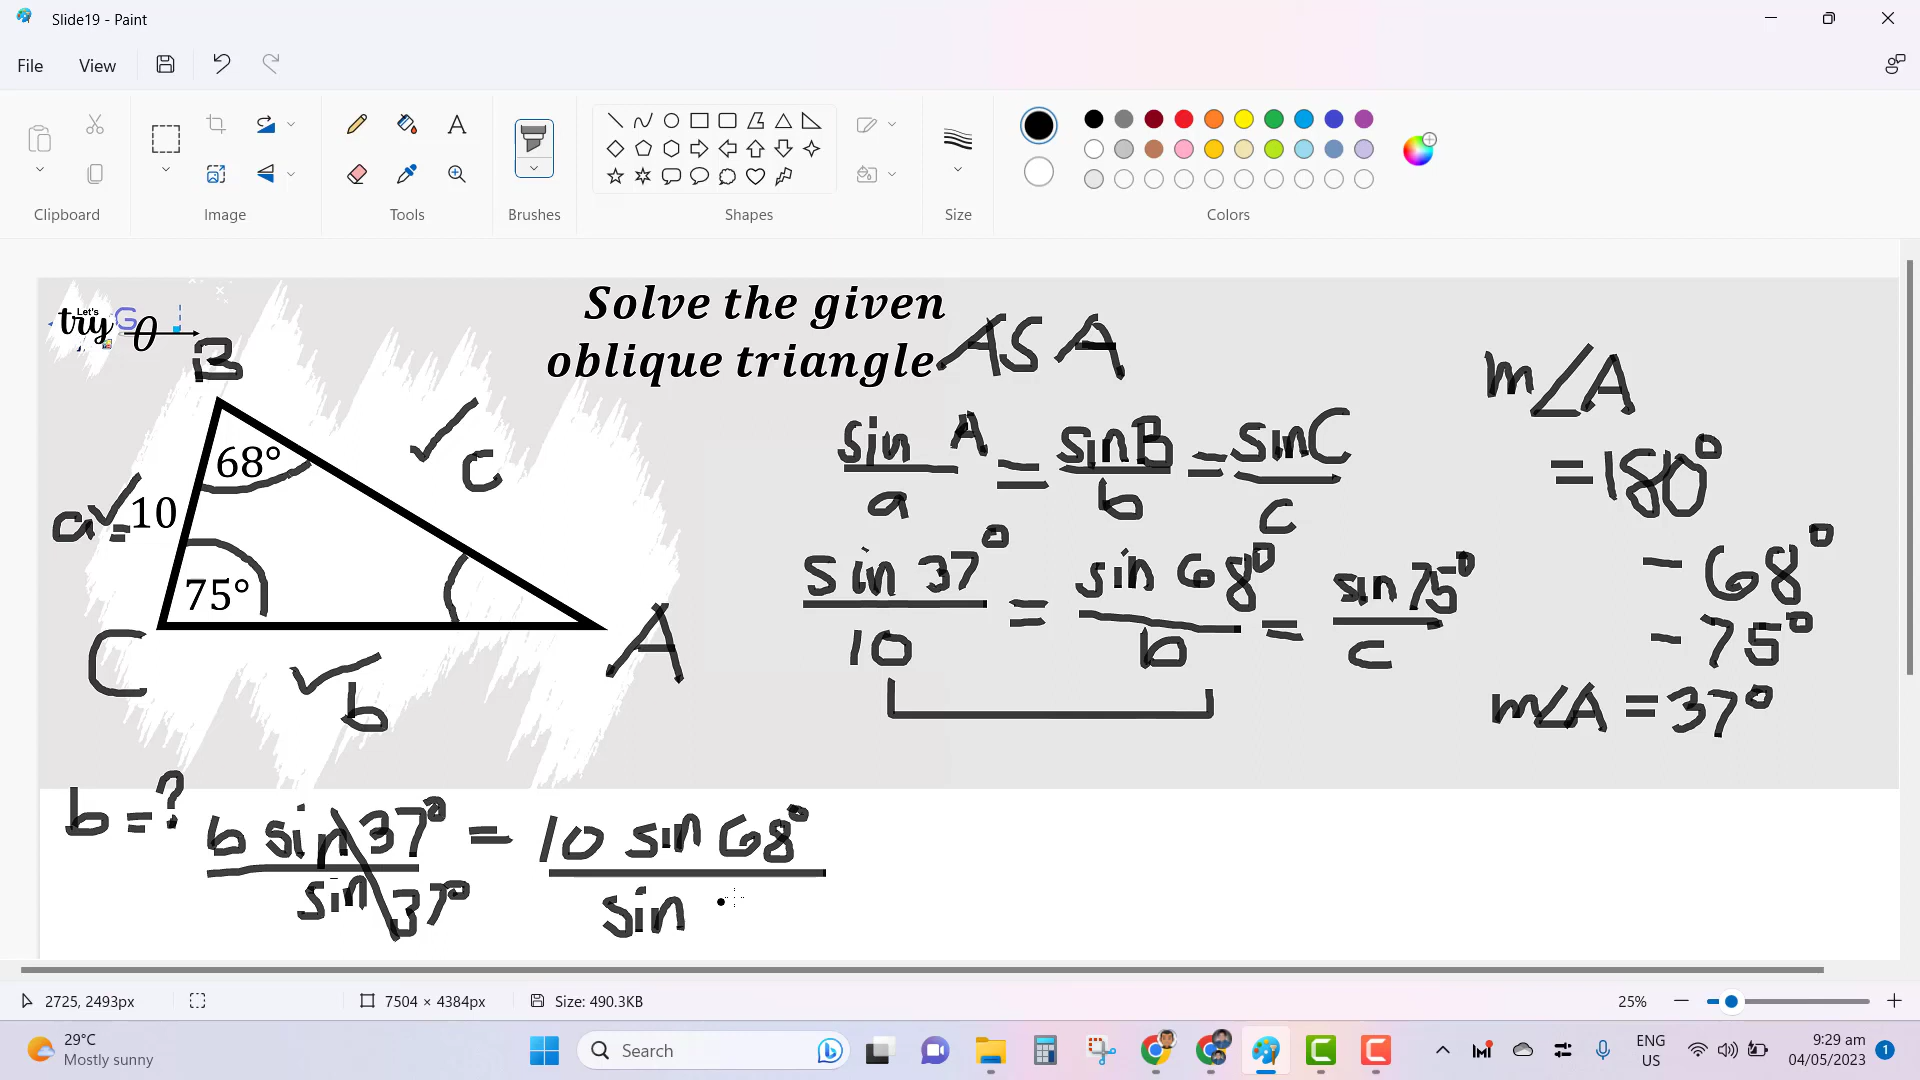 Slide19 - Paint
File View
Clipboard Image Tools Brushes Shapes Size Colors
Let's
try G θ
Solve the given
oblique triangle ASA
B
68°
c
a = 10
75°
C
b
A
sin A / a = sin B / b = sin C / c
sin 37° / 10 = sin 68° / b = sin 75° / c
m∠A
= 180°
- 68°
- 75°
m∠A = 37°
b = ?
b sin 37° / sin 37° = 10 sin 68° / sin
2725, 2493px 7504 × 4384px Size: 490.3KB 25%
29°C
Mostly sunny
Search
ENG
US
9:29 am
04/05/2023
1